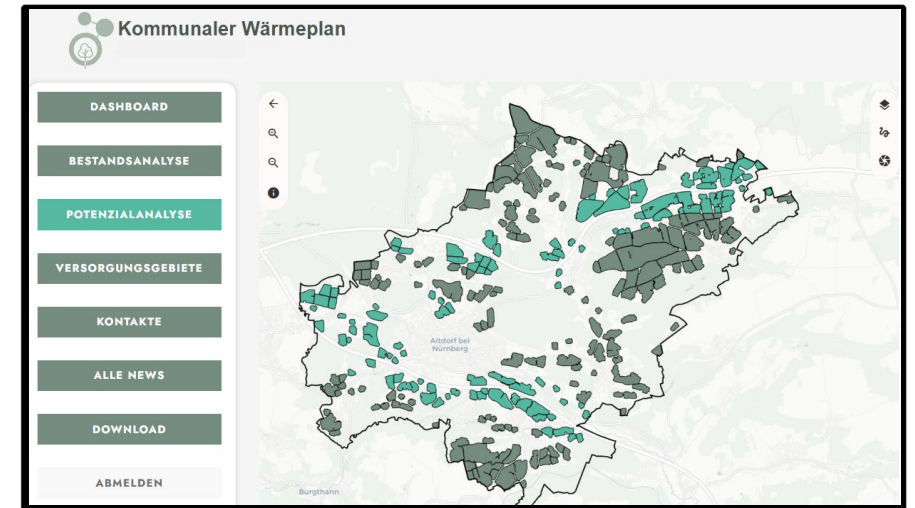 Kommunaler Wärmeplan
DASHBOARD
BESTANDSANALYSE
POTENZIALANALYSE
VERSORGUNGSGEBIETE
KONTAKTE
ALLE NEWS
DOWNLOAD
ABMELDEN
Altdorf bei
Nürnberg
Burgthann